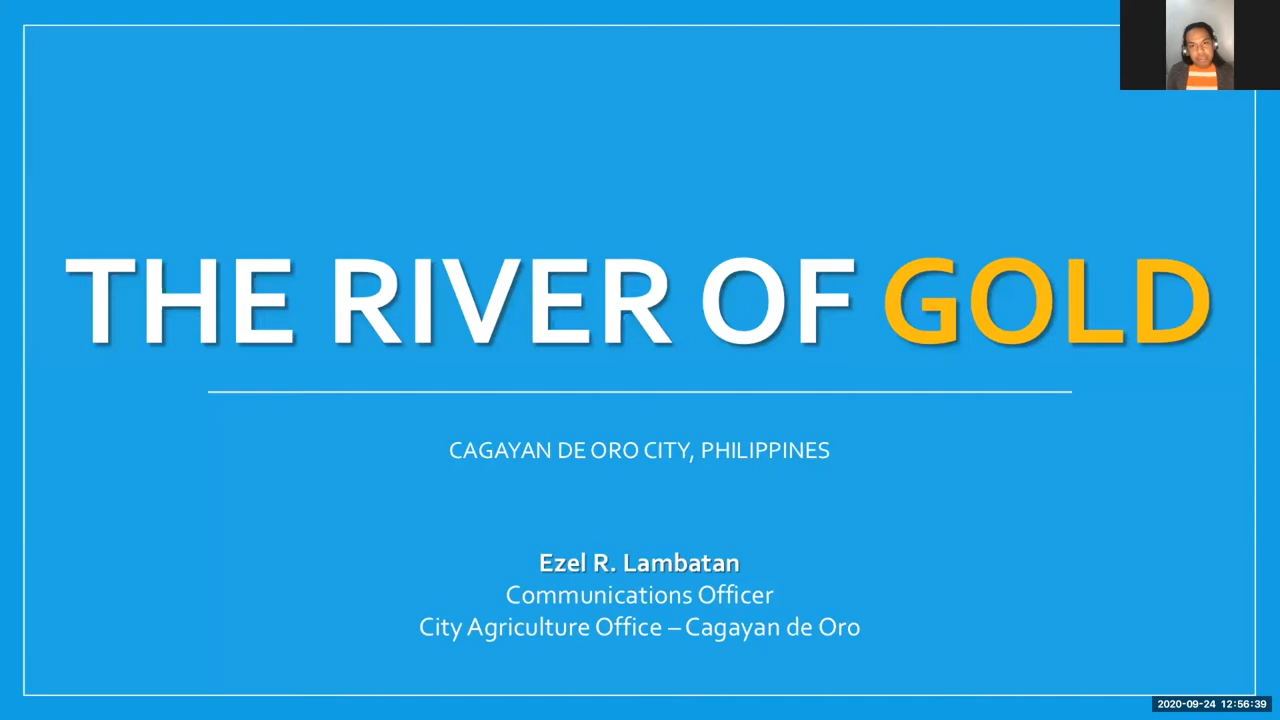 THE RIVER OF GOLD
CAGAYAN DE ORO CITY, PHILIPPINES
Ezel R. Lambatan
Communications Officer
City Agriculture Office – Cagayan de Oro
2020-09-24 12:56:39